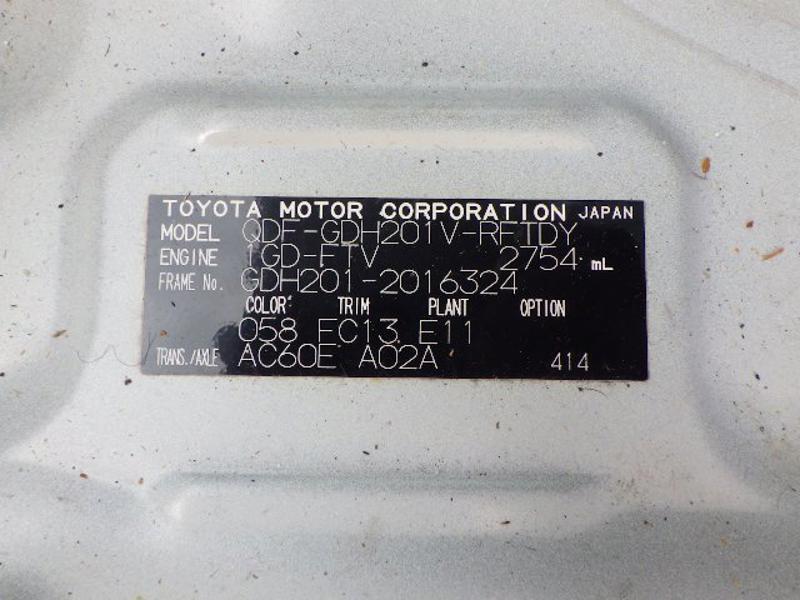 TOYOTA MOTOR CORPORATION JAPAN
MODEL QDF-GDH201V-RFTDY
ENGINE 1GD-FTV 2754 mL
FRAME No. GDH201-2016324
COLOR TRIM PLANT OPTION
058 FC13 E11
TRANS./AXLE AC60E A02A 414